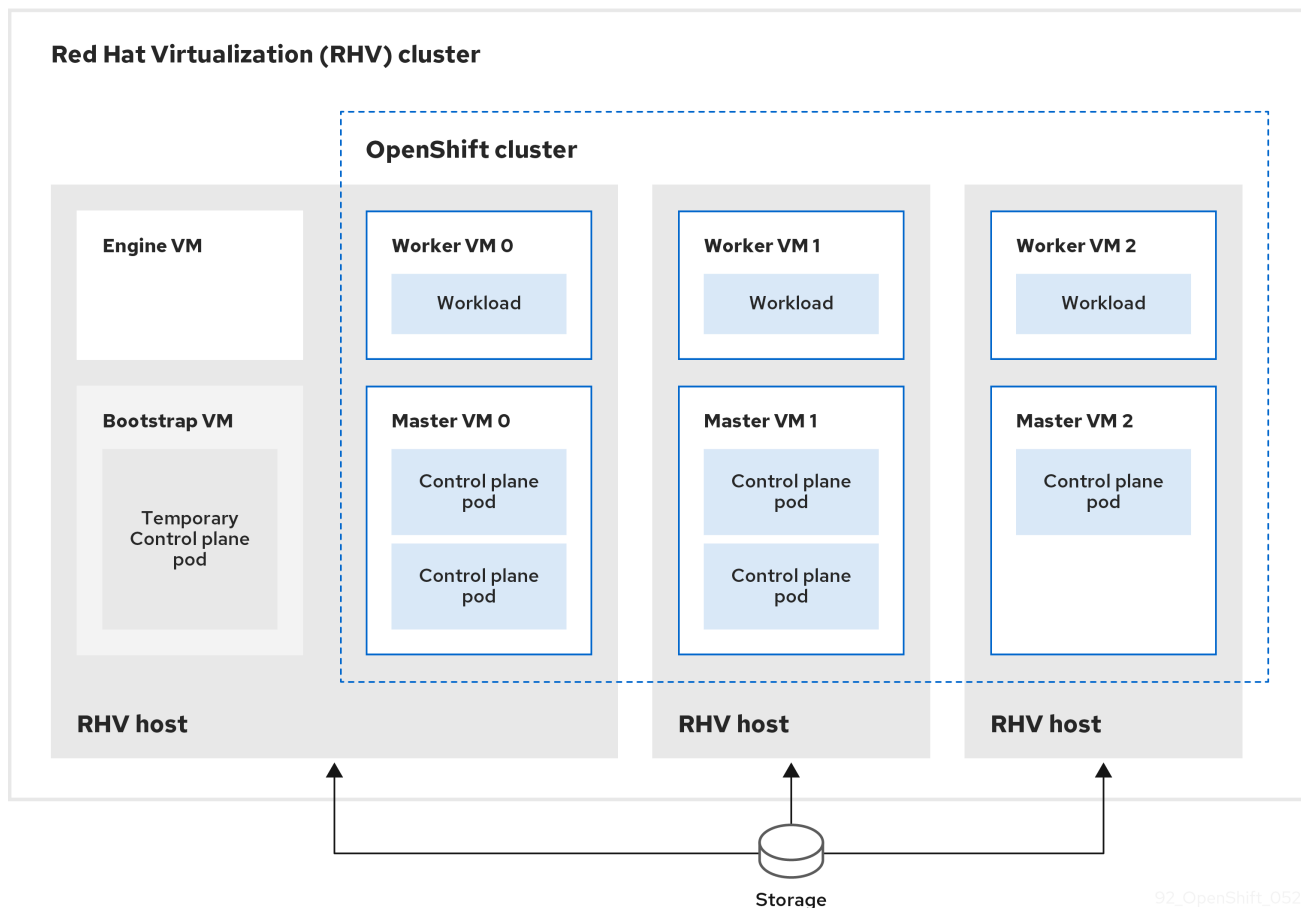 Red Hat Virtualization (RHV) cluster
OpenShift cluster
Engine VM
Worker VM 0
Workload
Worker VM 1
Workload
Worker VM 2
Workload
Bootstrap VM
Temporary
Control plane
pod
Master VM 0
Control plane
pod
Control plane
pod
Master VM 1
Control plane
pod
Control plane
pod
Master VM 2
Control plane
pod
RHV host
RHV host
RHV host
Storage
92_OpenShift_052